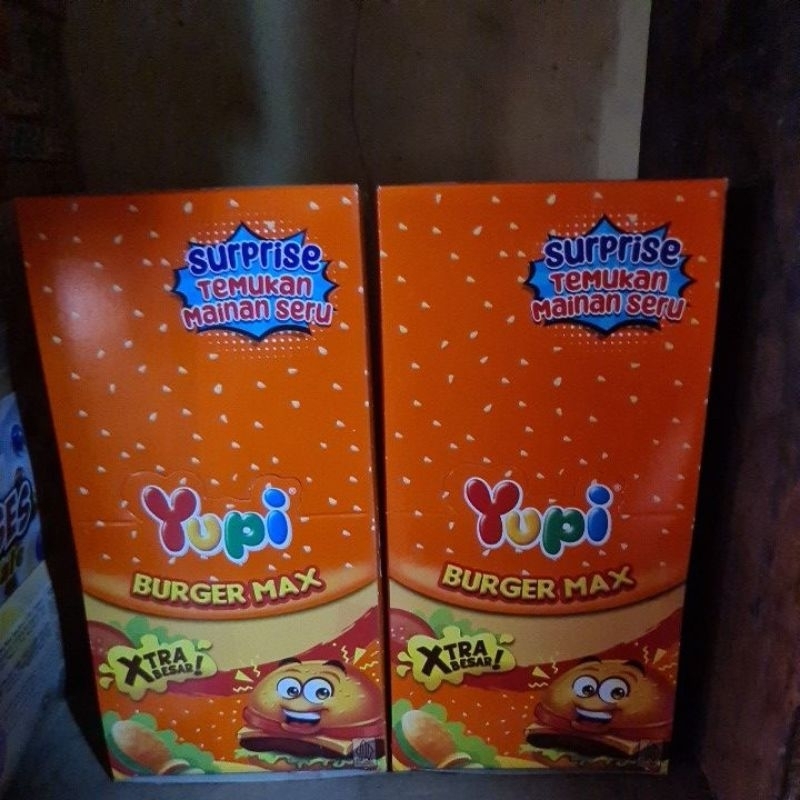 Surprise
Temukan
Mainan Seru
Yupi
BURGER MAX
XTRA
BESAR!
Surprise
Temukan
Mainan Seru
Yupi
BURGER MAX
XTRA
BESAR!